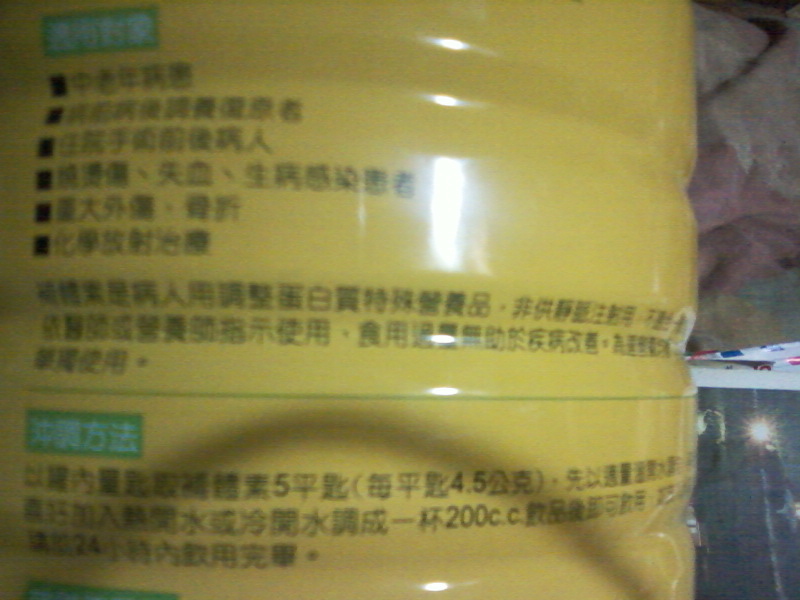 適用對象
■中老年病患
■病前病後調養復原者
■住院手術前後病人
■燒燙傷、失血、生病感染患者
■重大外傷、骨折
■化學放射治療
補體素是病人用調整蛋白質特殊營養品,非供靜脈注射用
依醫師或營養師指示使用,食用過量無助於疾病改善。為
單獨使用。
沖調方法
以罐內量匙取補體素5平匙(每平匙4.5公克),先以適量溫開水
再加入熱開水或冷開水調成一杯200c.c.飲品後即可飲用
請於24小時內飲用完畢。